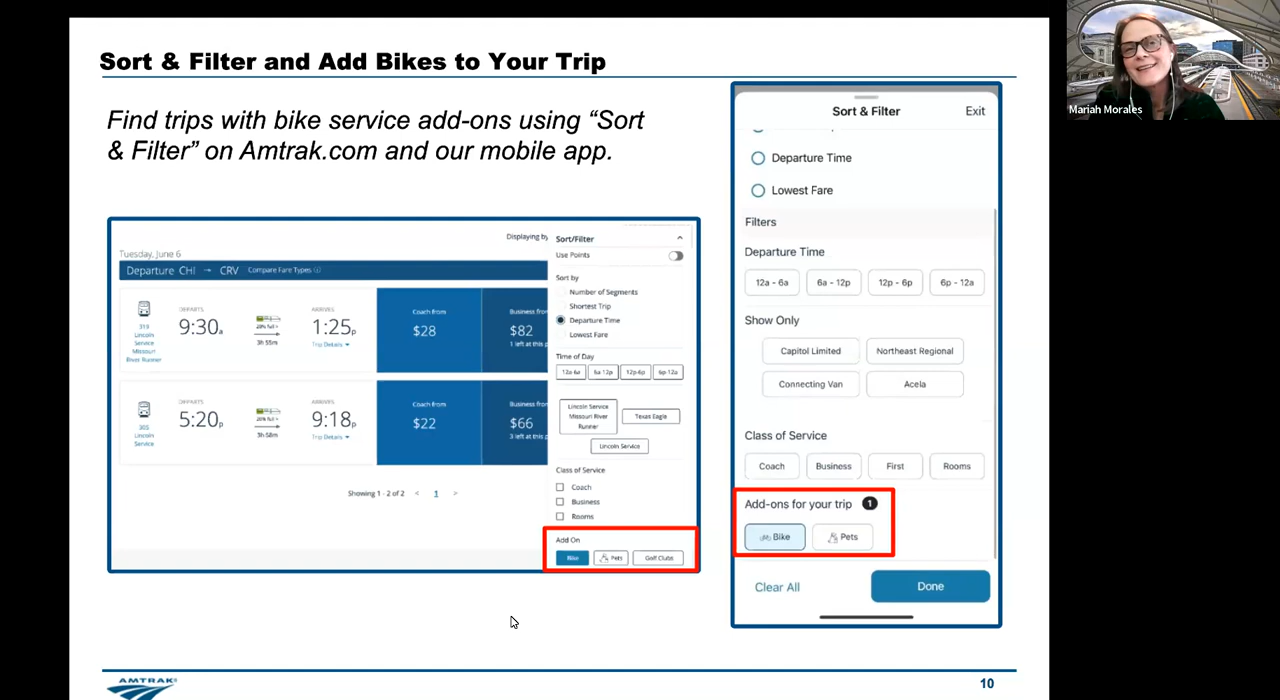 Sort & Filter and Add Bikes to Your Trip
Find trips with bike service add-ons using “Sort
& Filter” on Amtrak.com and our mobile app.
Displaying by
Tuesday, June 6
Departure CHI → CRV Compare Fare Types
DEPARTS
ARRIVES
319
Lincoln
Service
Missouri
River Runner
9:30a
3h 55m
1:25p
Trip Details
Coach from
$28
Business from
$82
1 left at this p
DEPARTS
ARRIVES
305
Lincoln
Service
5:20p
3h 58m
9:18p
Trip Details
Coach from
$22
Business from
$66
3 left at this p
Showing 1 - 2 of 2 < 1 >
Sort/Filter
Use Points
Sort by
Number of Segments
Shortest Trip
Departure Time
Lowest Fare
Time of Day
12a-6a 6a-12p 12p-6p 6p-12a
Lincoln Service
Missouri River
Runner
Texas Eagle
Lincoln Service
Class of Service
Coach
Business
Rooms
Add On
Bike Pets Golf Clubs
Sort & Filter Exit
Departure Time
Lowest Fare
Filters
Departure Time
12a - 6a 6a - 12p 12p - 6p 6p - 12a
Show Only
Capitol Limited Northeast Regional
Connecting Van Acela
Class of Service
Coach Business First Rooms
Add-ons for your trip 1
Bike Pets
Clear All Done
AMTRAK
10
Mariah Morales